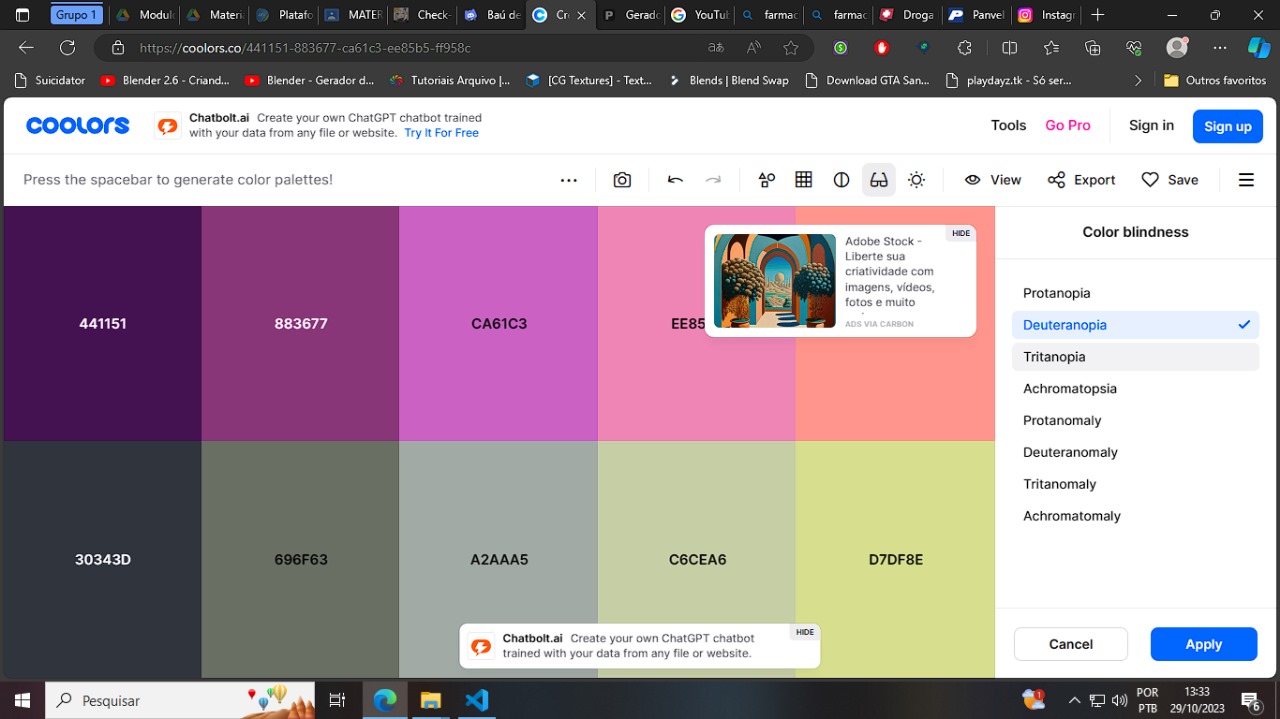 Grupo 1
Modulo
Materia
Platafo
MATER
Check-
Baú de
Co
Gerado
YouTub
farmac
farmac
Droga
Panvel
Instagr
https://coolors.co/441151-883677-ca61c3-ee85b5-ff958c
Suicidator
Blender 2.6 - Criand...
Blender - Gerador d...
Tutoriais Arquivo |...
[CG Textures] - Text...
Blends | Blend Swap
Download GTA San...
playdayz.tk - Só ser...
Outros favoritos
coolors
Chatbolt.ai Create your own ChatGPT chatbot trained
with your data from any file or website. Try It For Free
Tools
Go Pro
Sign in
Sign up
Press the spacebar to generate color palettes!
View
Export
Save
441151
883677
CA61C3
EE85
HIDE
Adobe Stock -
Liberte sua
criatividade com
imagens, vídeos,
fotos e muito
ADS VIA CARBON
30343D
696F63
A2AAA5
C6CEA6
D7DF8E
HIDE
Chatbolt.ai Create your own ChatGPT chatbot
trained with your data from any file or website.
Color blindness
Protanopia
Deuteranopia
Tritanopia
Achromatopsia
Protanomaly
Deuteranomaly
Tritanomaly
Achromatomaly
Cancel
Apply
Pesquisar
1
POR
PTB
13:33
29/10/2023
6